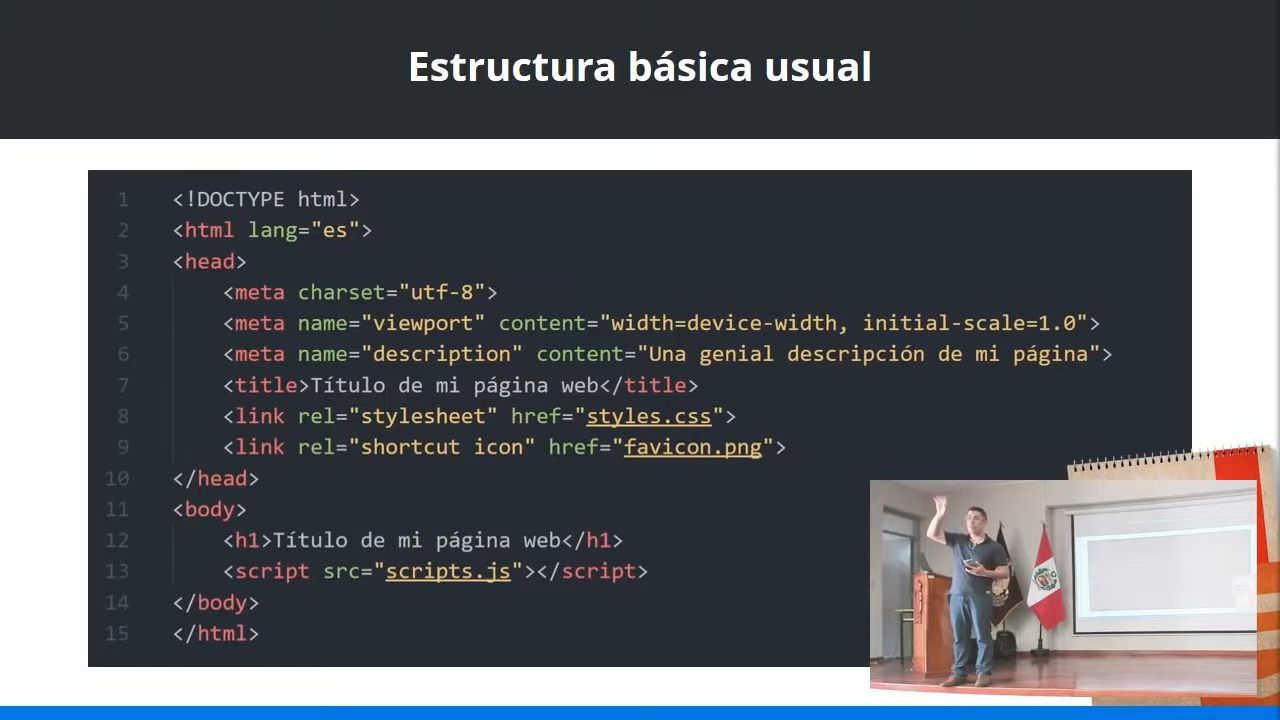 Estructura básica usual
1 <!DOCTYPE html>
2 <html lang="es">
3 <head>
4 <meta charset="utf-8">
5 <meta name="viewport" content="width=device-width, initial-scale=1.0">
6 <meta name="description" content="Una genial descripción de mi página">
7 <title>Título de mi página web</title>
8 <link rel="stylesheet" href="styles.css">
9 <link rel="shortcut icon" href="favicon.png">
10 </head>
11 <body>
12 <h1>Título de mi página web</h1>
13 <script src="scripts.js"></script>
14 </body>
15 </html>